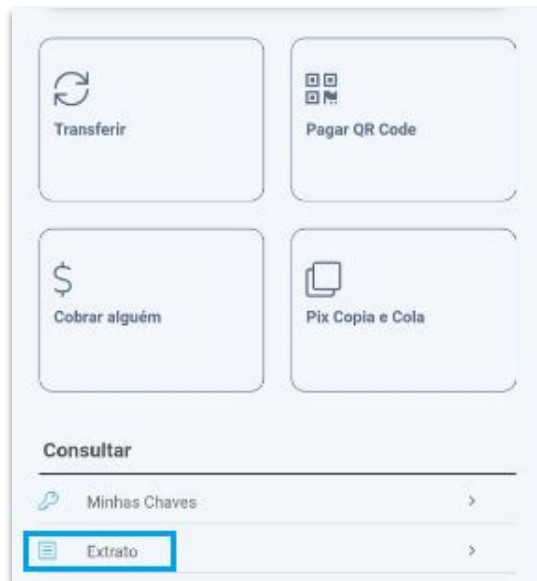 Transferir
Pagar QR Code
Cobrar alguém
Pix Copia e Cola
Consultar
Minhas Chaves
Extrato